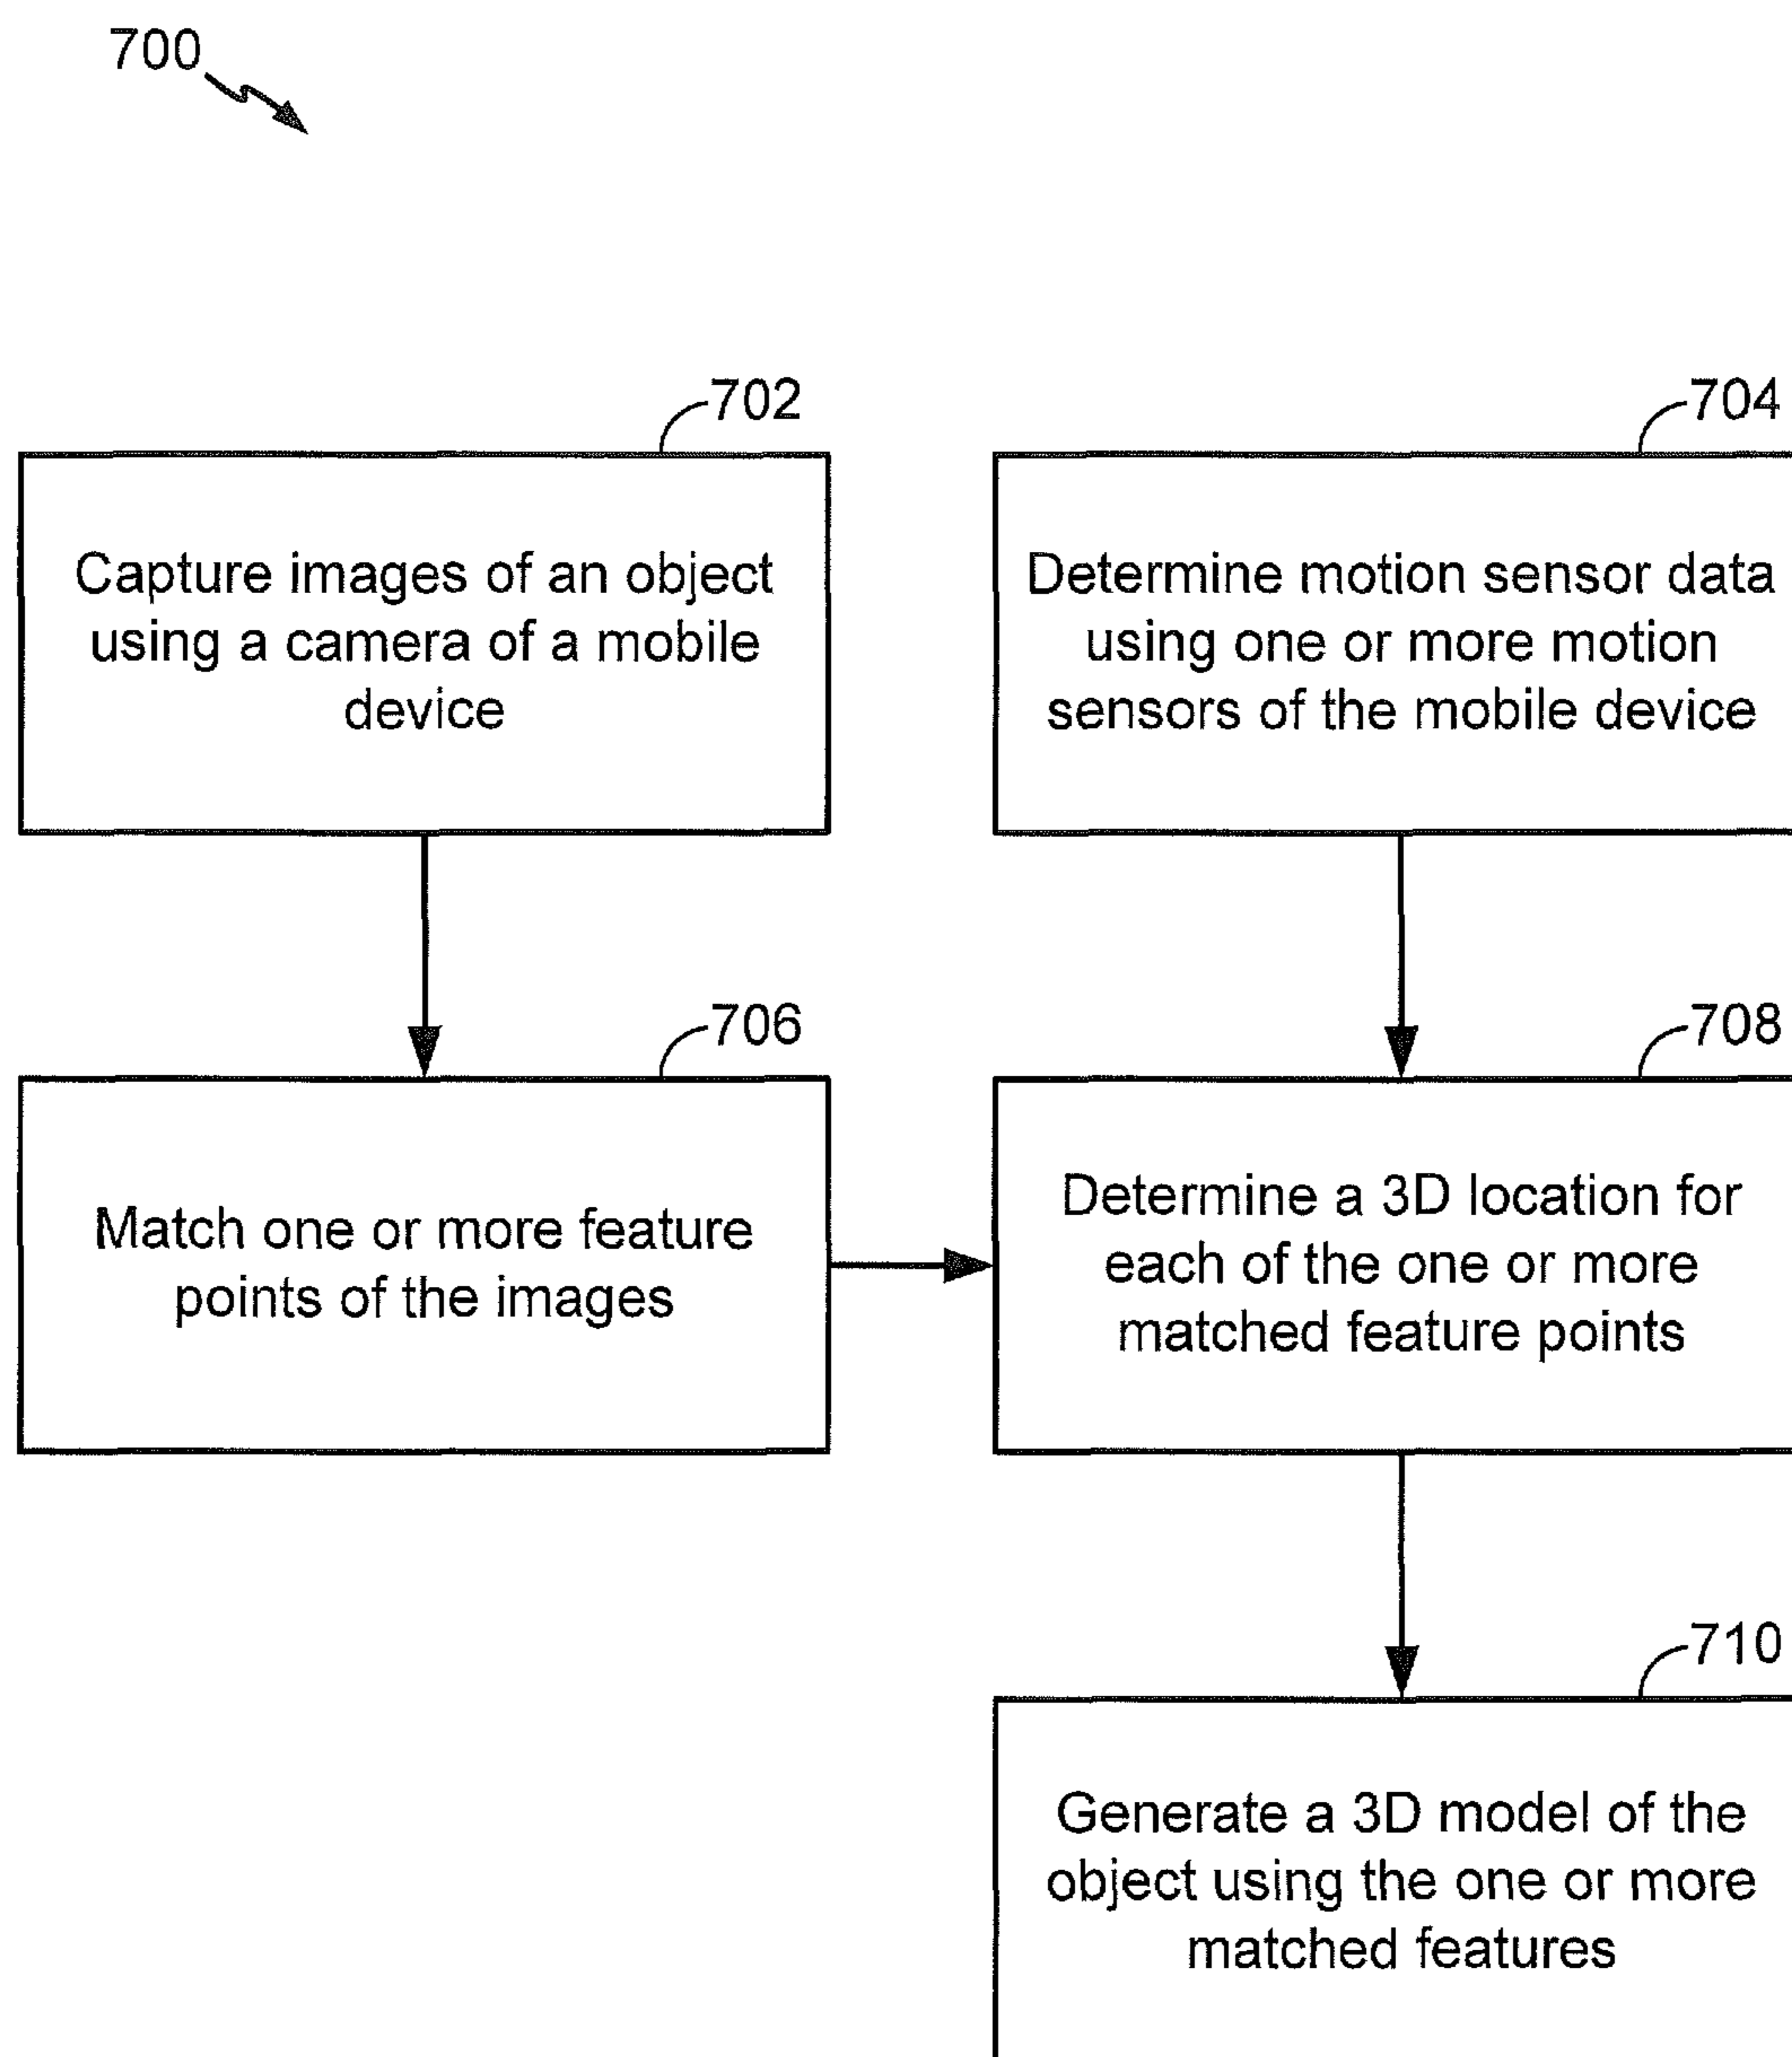 700
702
Capture images of an object
using a camera of a mobile
device
704
Determine motion sensor data
using one or more motion
sensors of the mobile device
706
Match one or more feature
points of the images
708
Determine a 3D location for
each of the one or more
matched feature points
710
Generate a 3D model of the
object using the one or more
matched features